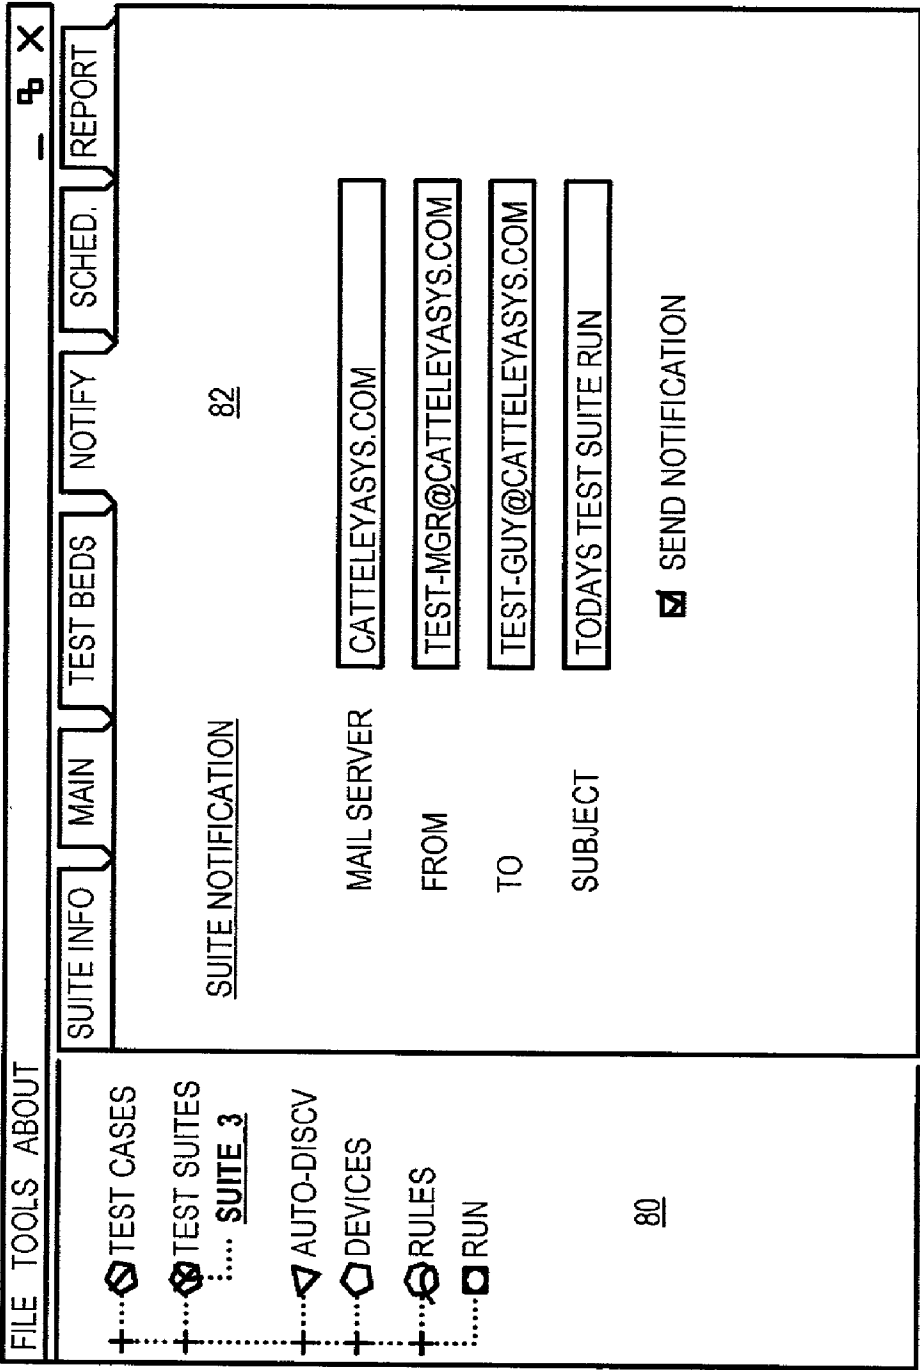 FILE TOOLS ABOUT
SUITE INFO MAIN TEST BEDS NOTIFY SCHED. REPORT
TEST CASES
TEST SUITES
SUITE 3
AUTO-DISCV
DEVICES
RULES
RUN
80
SUITE NOTIFICATION 82
MAIL SERVER CATTELEYASYS.COM
FROM TEST-MGR@CATTELEYASYS.COM
TO TEST-GUY@CATTELEYASYS.COM
SUBJECT TODAYS TEST SUITE RUN
SEND NOTIFICATION